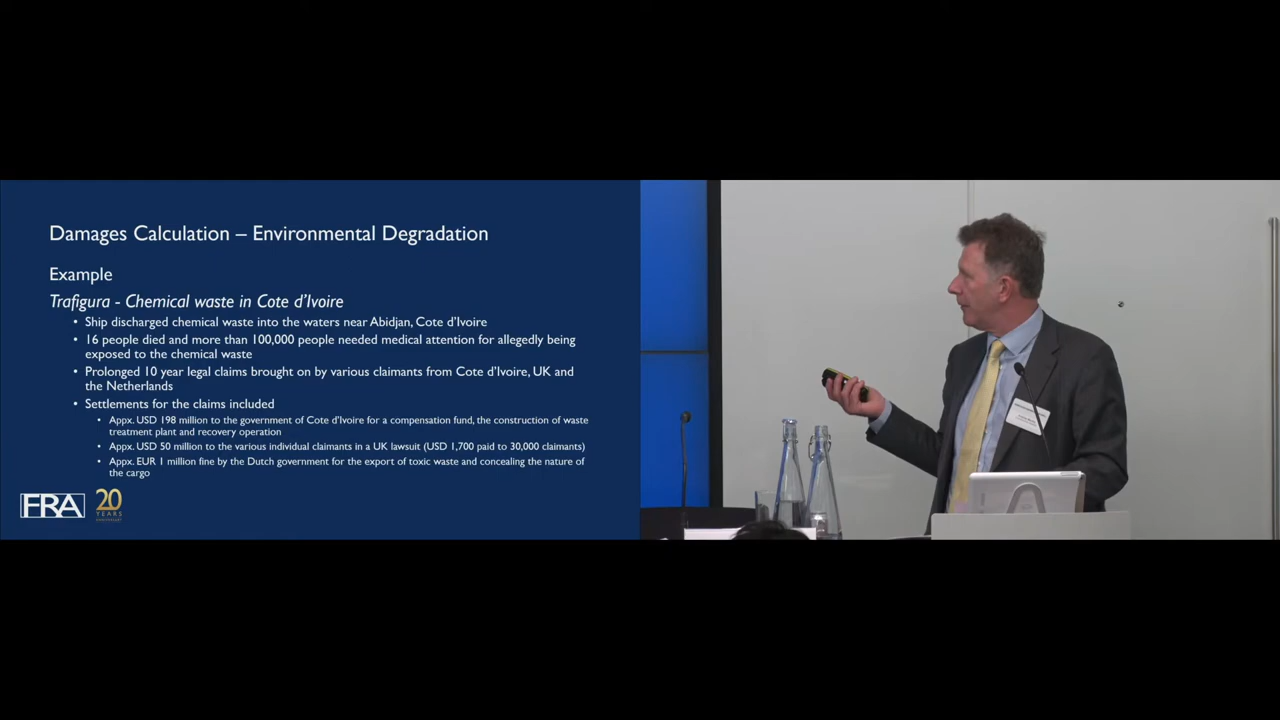 Damages Calculation – Environmental Degradation
Example
Trafigura - Chemical waste in Cote d'Ivoire
• Ship discharged chemical waste into the waters near Abidjan, Cote d'Ivoire
• 16 people died and more than 100,000 people needed medical attention for allegedly being
exposed to the chemical waste
• Prolonged 10 year legal claims brought on by various claimants from Cote d'Ivoire, UK and
the Netherlands
• Settlements for the claims included
• Appx. USD 198 million to the government of Cote d'Ivoire for a compensation fund, the construction of waste
treatment plant and recovery operation
• Appx. USD 50 million to the various individual claimants in a UK lawsuit (USD 1,700 paid to 30,000 claimants)
• Appx. EUR 1 million fine by the Dutch government for the export of toxic waste and concealing the nature of
the cargo
FRA
20
YEARS
ANNIVERSARY